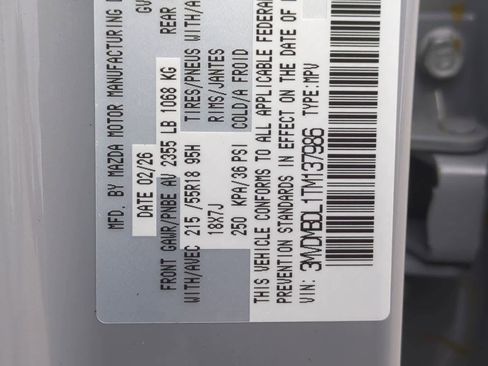 MFD. BY MAZDA MOTOR MANUFACTURING
DATE 02/26 GV
FRONT GAWR/PNBE AV 2355 LB 1068 KG REAR
WITH/AVEC 215 /55R18 95H TIRES/PNEUS WITH/A
18X7J RIMS/JANTES
250 KPA/36 PSI COLD/A FROID
THIS VEHICLE CONFORMS TO ALL APPLICABLE FEDERA
PREVENTION STANDARDS IN EFFECT ON THE DATE OF
VIN: 3MVDMBDL1TM137986 TYPE:MPV